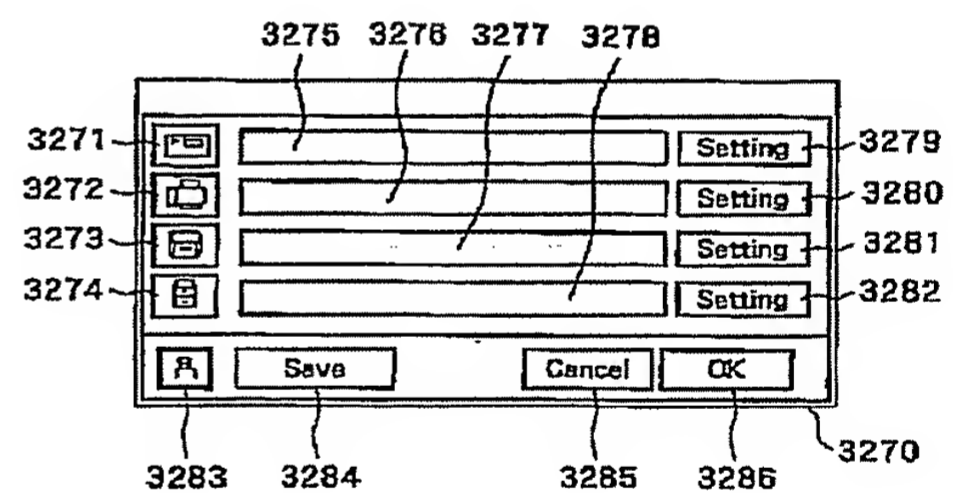 3275 3276 3277 3278
3271 Setting 3279
3272 Setting 3280
3273 Setting 3281
3274 Setting 3282
Save Cancel OK
3270
3283 3284 3285 3286